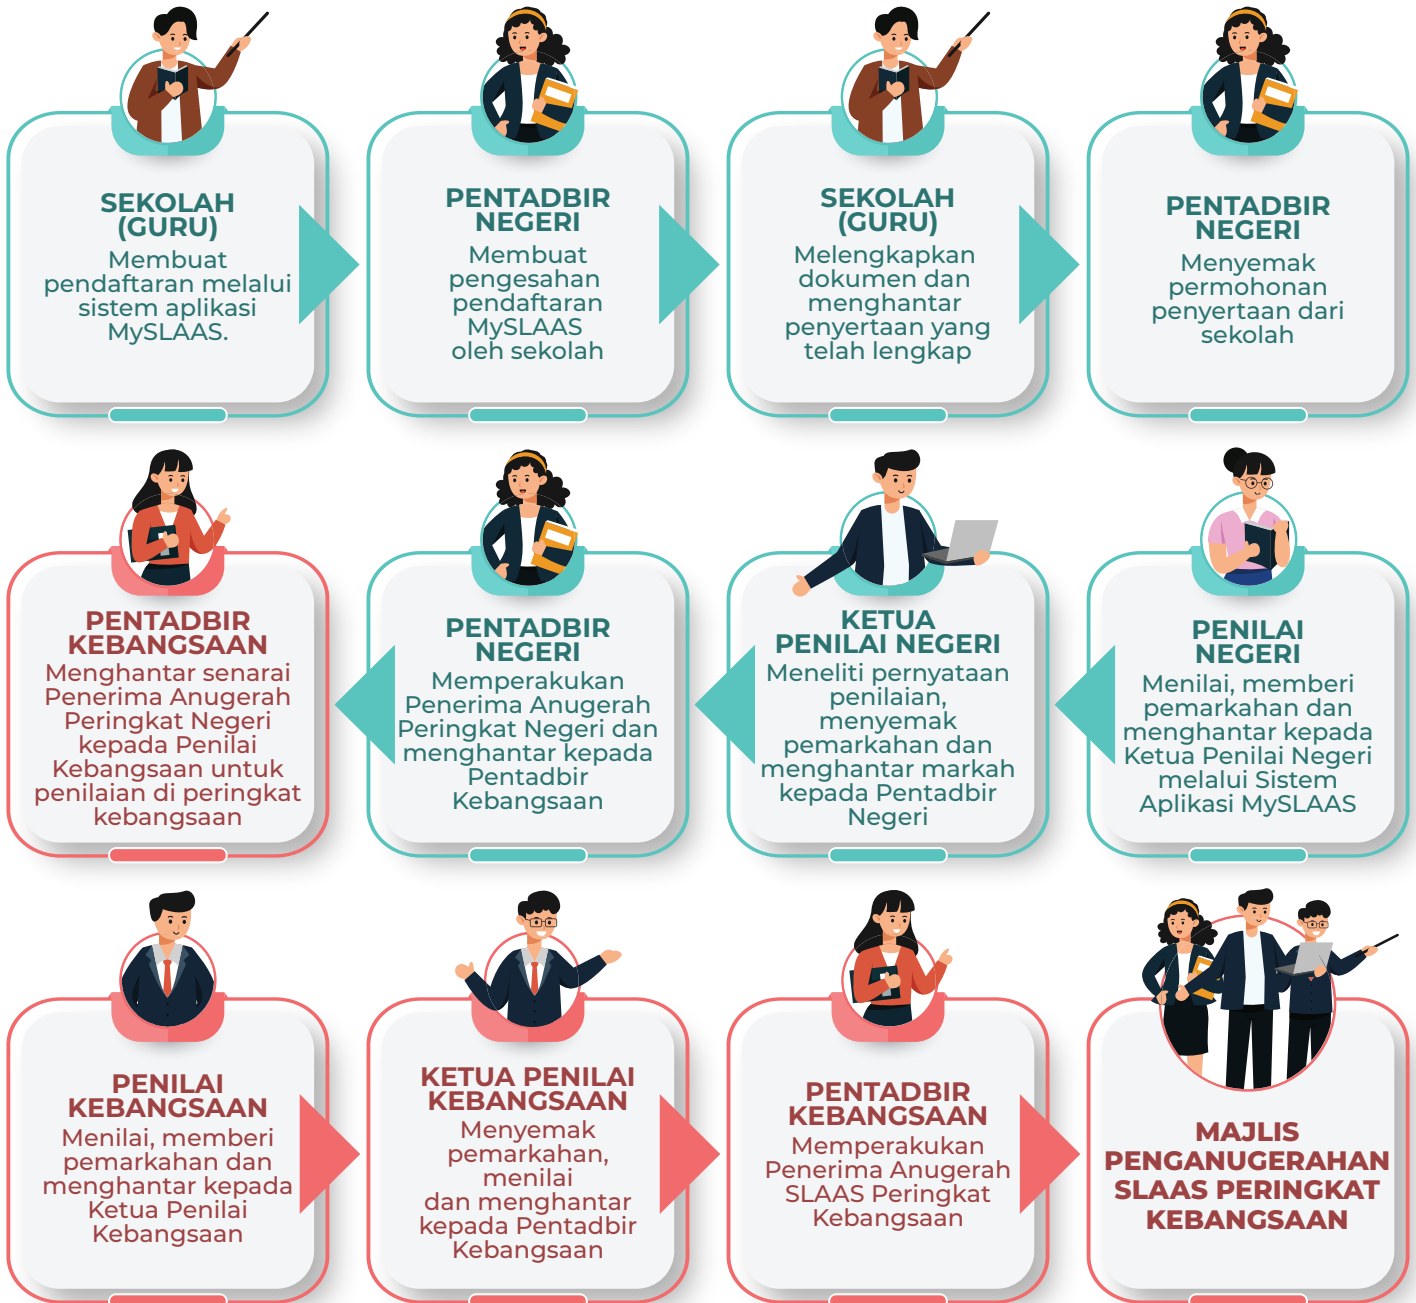 SEKOLAH
(GURU)
Membuat
pendaftaran melalui
sistem aplikasi
MySLAAS.
PENTADBIR
NEGERI
Membuat
pengesahan
pendaftaran
MySLAAS
oleh sekolah
SEKOLAH
(GURU)
Melengkapkan
dokumen dan
menghantar
penyertaan yang
telah lengkap
PENTADBIR
NEGERI
Menyemak
permohonan
penyertaan dari
sekolah
PENILAI
NEGERI
Menilai, memberi
pemarkahan dan
menghantar kepada
Ketua Penilai Negeri
melalui Sistem
Aplikasi MySLAAS
KETUA
PENILAI NEGERI
Meneliti pernyataan
penilaian,
menyemak
pemarkahan dan
menghantar markah
kepada Pentadbir
Negeri
PENTADBIR
NEGERI
Memperakukan
Penerima Anugerah
Peringkat Negeri dan
menghantar kepada
Pentadbir
Kebangsaan
PENTADBIR
KEBANGSAAN
Menghantar senarai
Penerima Anugerah
Peringkat Negeri
kepada Penilai
Kebangsaan untuk
penilaian di peringkat
kebangsaan
PENILAI
KEBANGSAAN
Menilai, memberi
pemarkahan dan
menghantar kepada
Ketua Penilai
Kebangsaan
KETUA PENILAI
KEBANGSAAN
Menyemak
pemarkahan,
menilai
dan menghantar
kepada Pentadbir
Kebangsaan
PENTADBIR
KEBANGSAAN
Memperakukan
Penerima Anugerah
SLAAS Peringkat
Kebangsaan
MAJLIS
PENGANUGERAHAN
SLAAS PERINGKAT
KEBANGSAAN